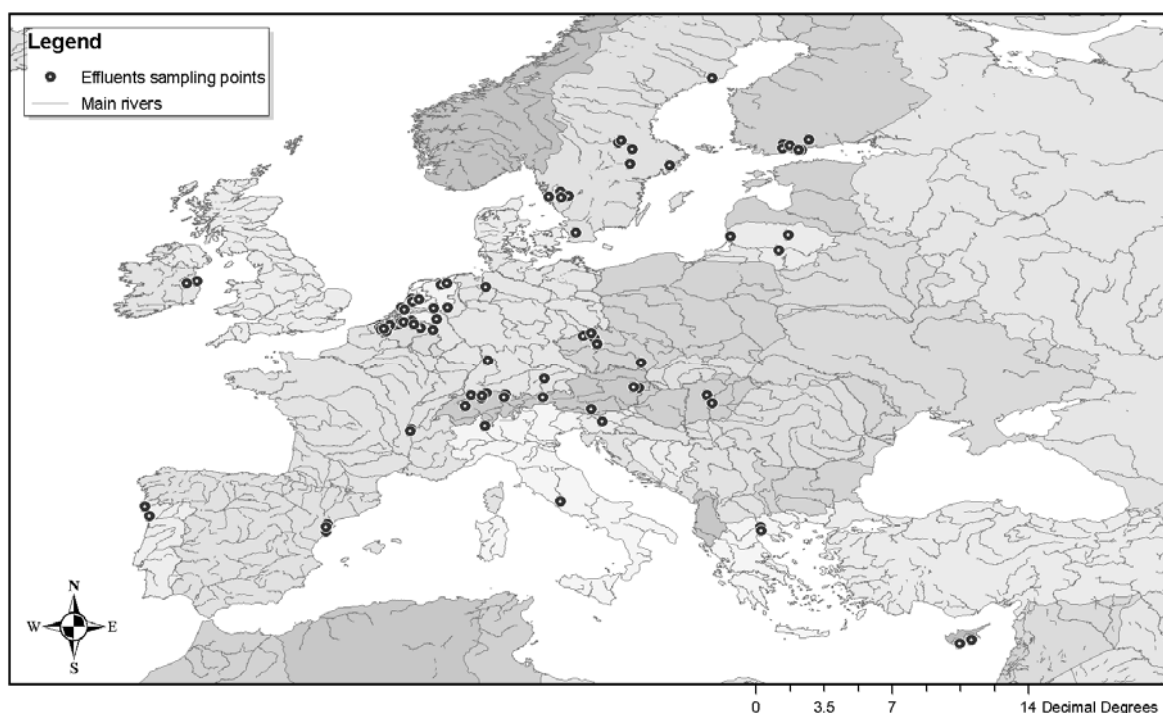 Legend
Effluents sampling points
Main rivers
N
W E
S
0 3.5 7 14 Decimal Degrees